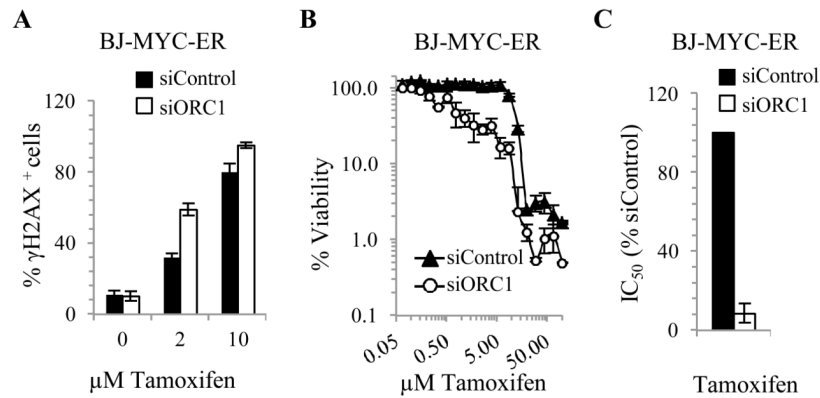 A
BJ-MYC-ER
siControl
siORC1
% γH2AX + cells
120
80
40
0
0 2 10
µM Tamoxifen
B
BJ-MYC-ER
% Viability
100.0
10.0
1.0
0.1
siControl
siORC1
0.05 0.50 5.00 50.00
µM Tamoxifen
C
BJ-MYC-ER
siControl
siORC1
IC50 (% siControl)
120
80
40
0
Tamoxifen